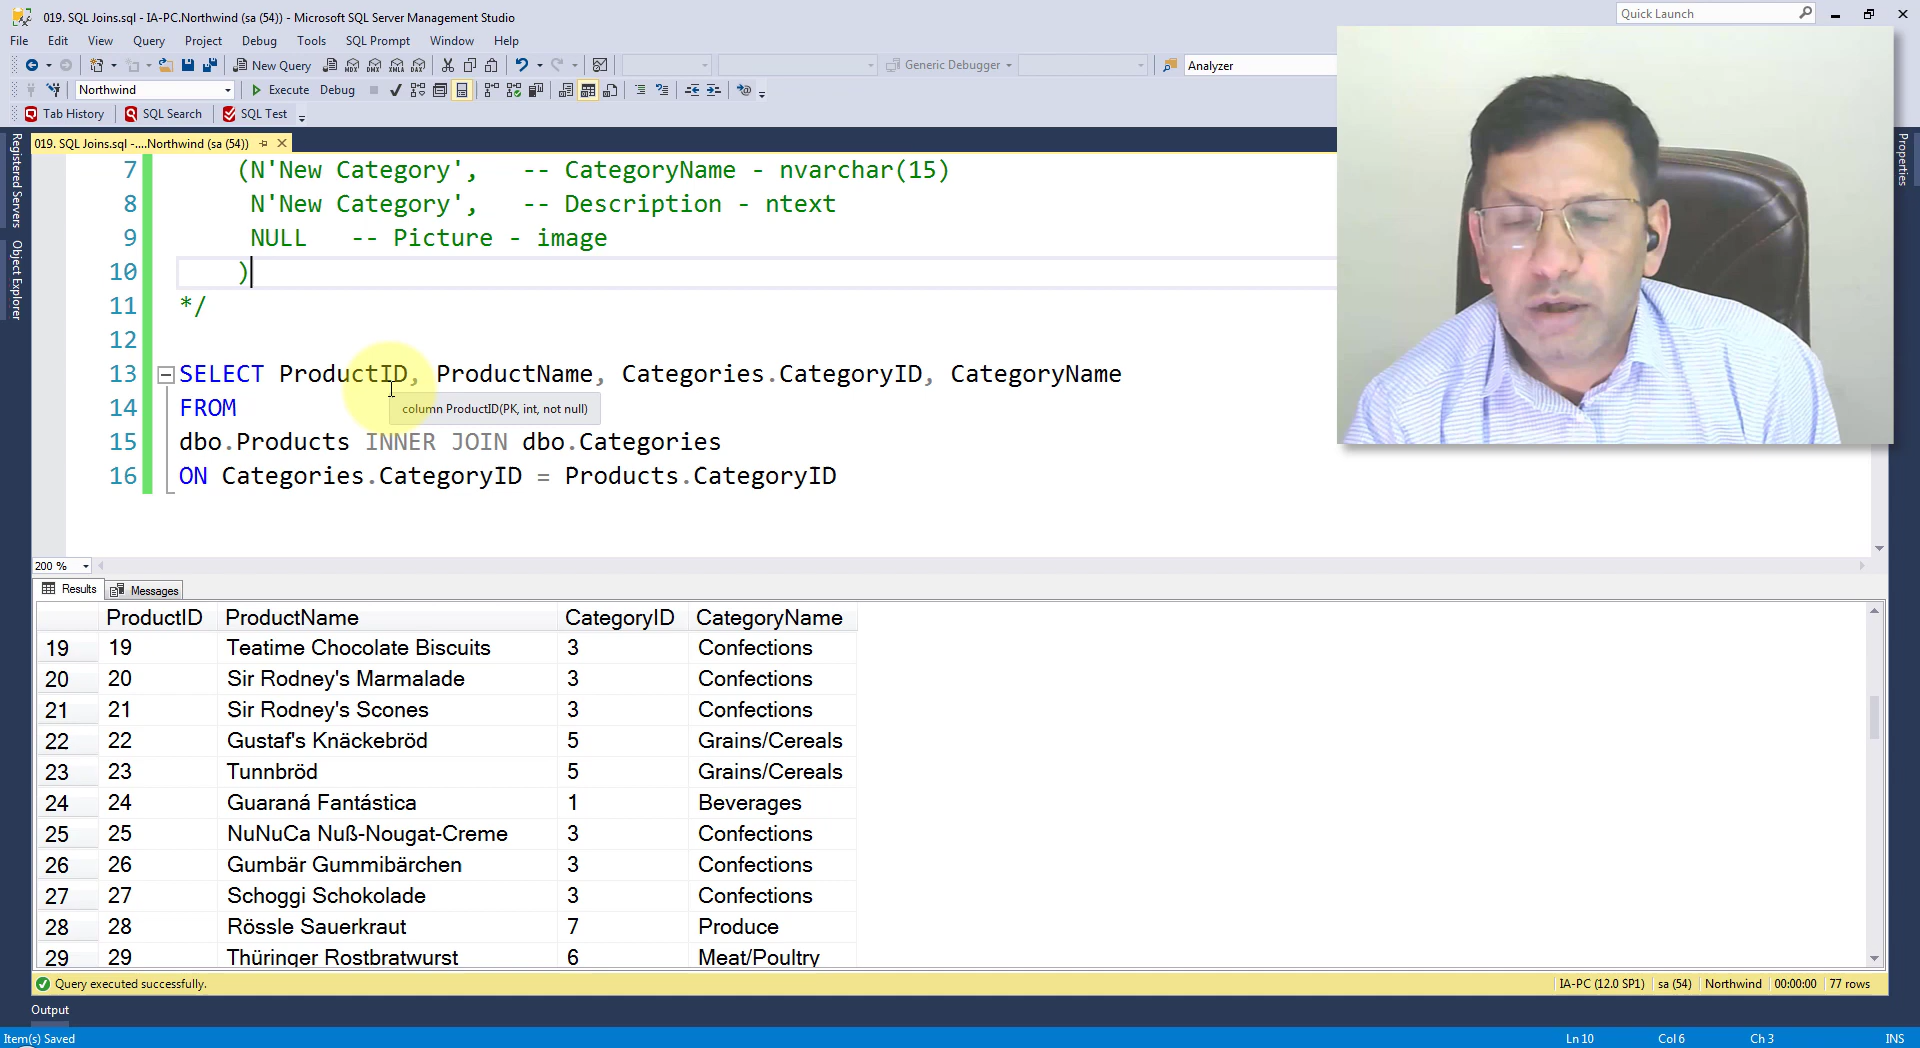 019. SQL Joins.sql - IA-PC.Northwind (sa (54)) - Microsoft SQL Server Management Studio
Quick Launch
File Edit View Query Project Debug Tools SQL Prompt Window Help
New Query
Generic Debugger
Analyzer
Northwind
Execute Debug
Tab History SQL Search SQL Test
Registered Servers
Object Explorer
Properties
019. SQL Joins.sql -....Northwind (sa (54))
7 (N'New Category', -- CategoryName - nvarchar(15)
8 N'New Category', -- Description - ntext
9 NULL -- Picture - image
10 )
11 */
12
13 SELECT ProductID, ProductName, Categories.CategoryID, CategoryName
14 FROM
column ProductID(PK, int, not null)
15 dbo.Products INNER JOIN dbo.Categories
16 ON Categories.CategoryID = Products.CategoryID
200 %
Results Messages
ProductID ProductName CategoryID CategoryName
19 19 Teatime Chocolate Biscuits 3 Confections
20 20 Sir Rodney's Marmalade 3 Confections
21 21 Sir Rodney's Scones 3 Confections
22 22 Gustaf's Knäckebröd 5 Grains/Cereals
23 23 Tunnbröd 5 Grains/Cereals
24 24 Guaraná Fantástica 1 Beverages
25 25 NuNuCa Nuß-Nougat-Creme 3 Confections
26 26 Gumbär Gummibärchen 3 Confections
27 27 Schoggi Schokolade 3 Confections
28 28 Rössle Sauerkraut 7 Produce
29 29 Thüringer Rostbratwurst 6 Meat/Poultry
Query executed successfully.
IA-PC (12.0 SP1) sa (54) Northwind 00:00:00 77 rows
Output
Item(s) Saved
Ln 10 Col 6 Ch 3 INS